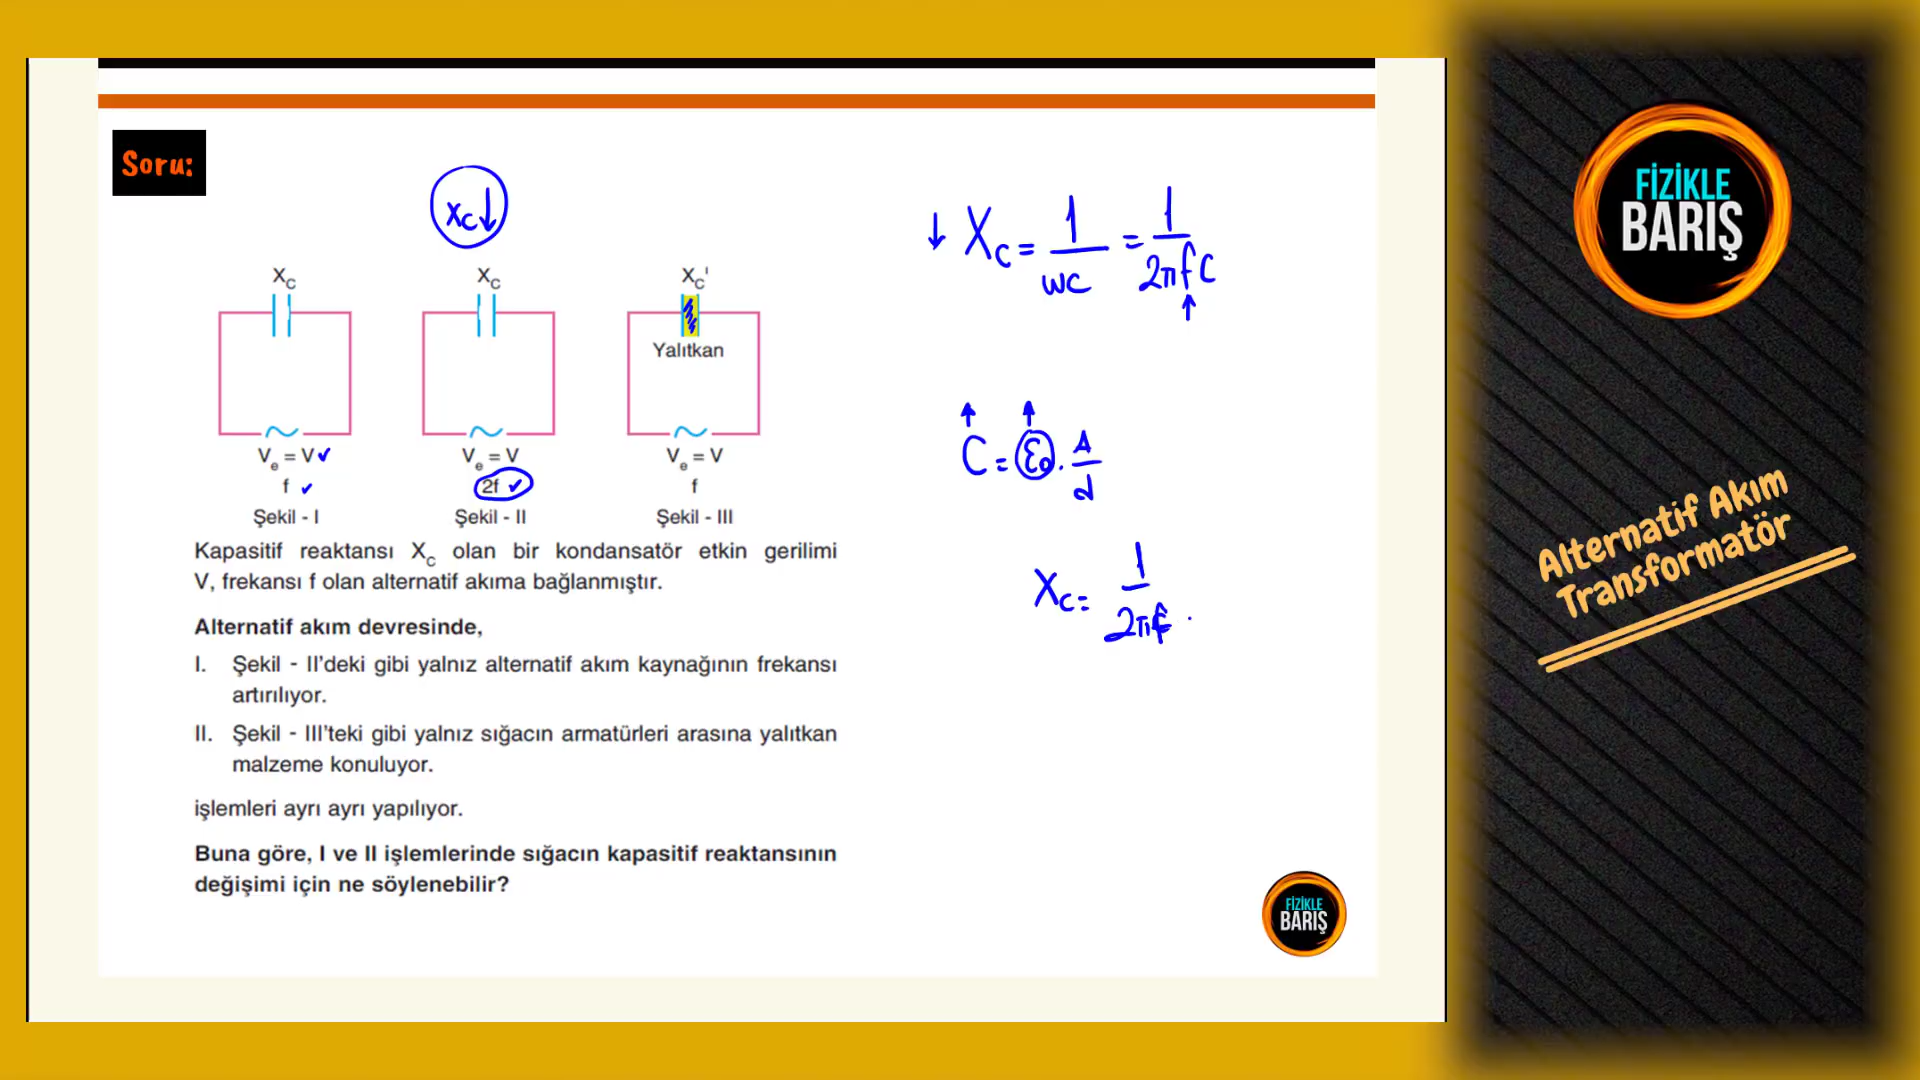 Soru:
xc↓
↓ Xc = 1/wc = 1/2πfC
↑
Xc
Xc
Xc'
Yalıtkan
Ve = V ✓
Ve = V
Ve = V
f ✓
2f ✓
f
Şekil - I
Şekil - II
Şekil - III
↑ ↑
C = ε0 . A/d
Xc = 1/2πf .
Kapasitif reaktansı Xc olan bir kondansatör etkin gerilimi
V, frekansı f olan alternatif akıma bağlanmıştır.
Alternatif akım devresinde,
I. Şekil - II’deki gibi yalnız alternatif akım kaynağının frekansı
artırılıyor.
II. Şekil - III’teki gibi yalnız sığacın armatürleri arasına yalıtkan
malzeme konuluyor.
işlemleri ayrı ayrı yapılıyor.
Buna göre, I ve II işlemlerinde sığacın kapasitif reaktansının
değişimi için ne söylenebilir?
FİZİKLE
BARIŞ
FİZİKLE
BARIŞ
Alternatif Akım
Transformatör